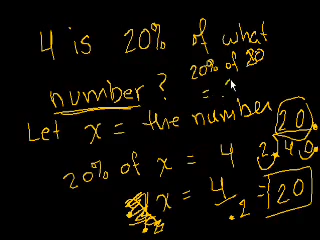 4 is 20% of what
number?
20% of 20
= ?
Let x = the number
20% of x = 4
x = 4/.2 = 20
20.
2.40.